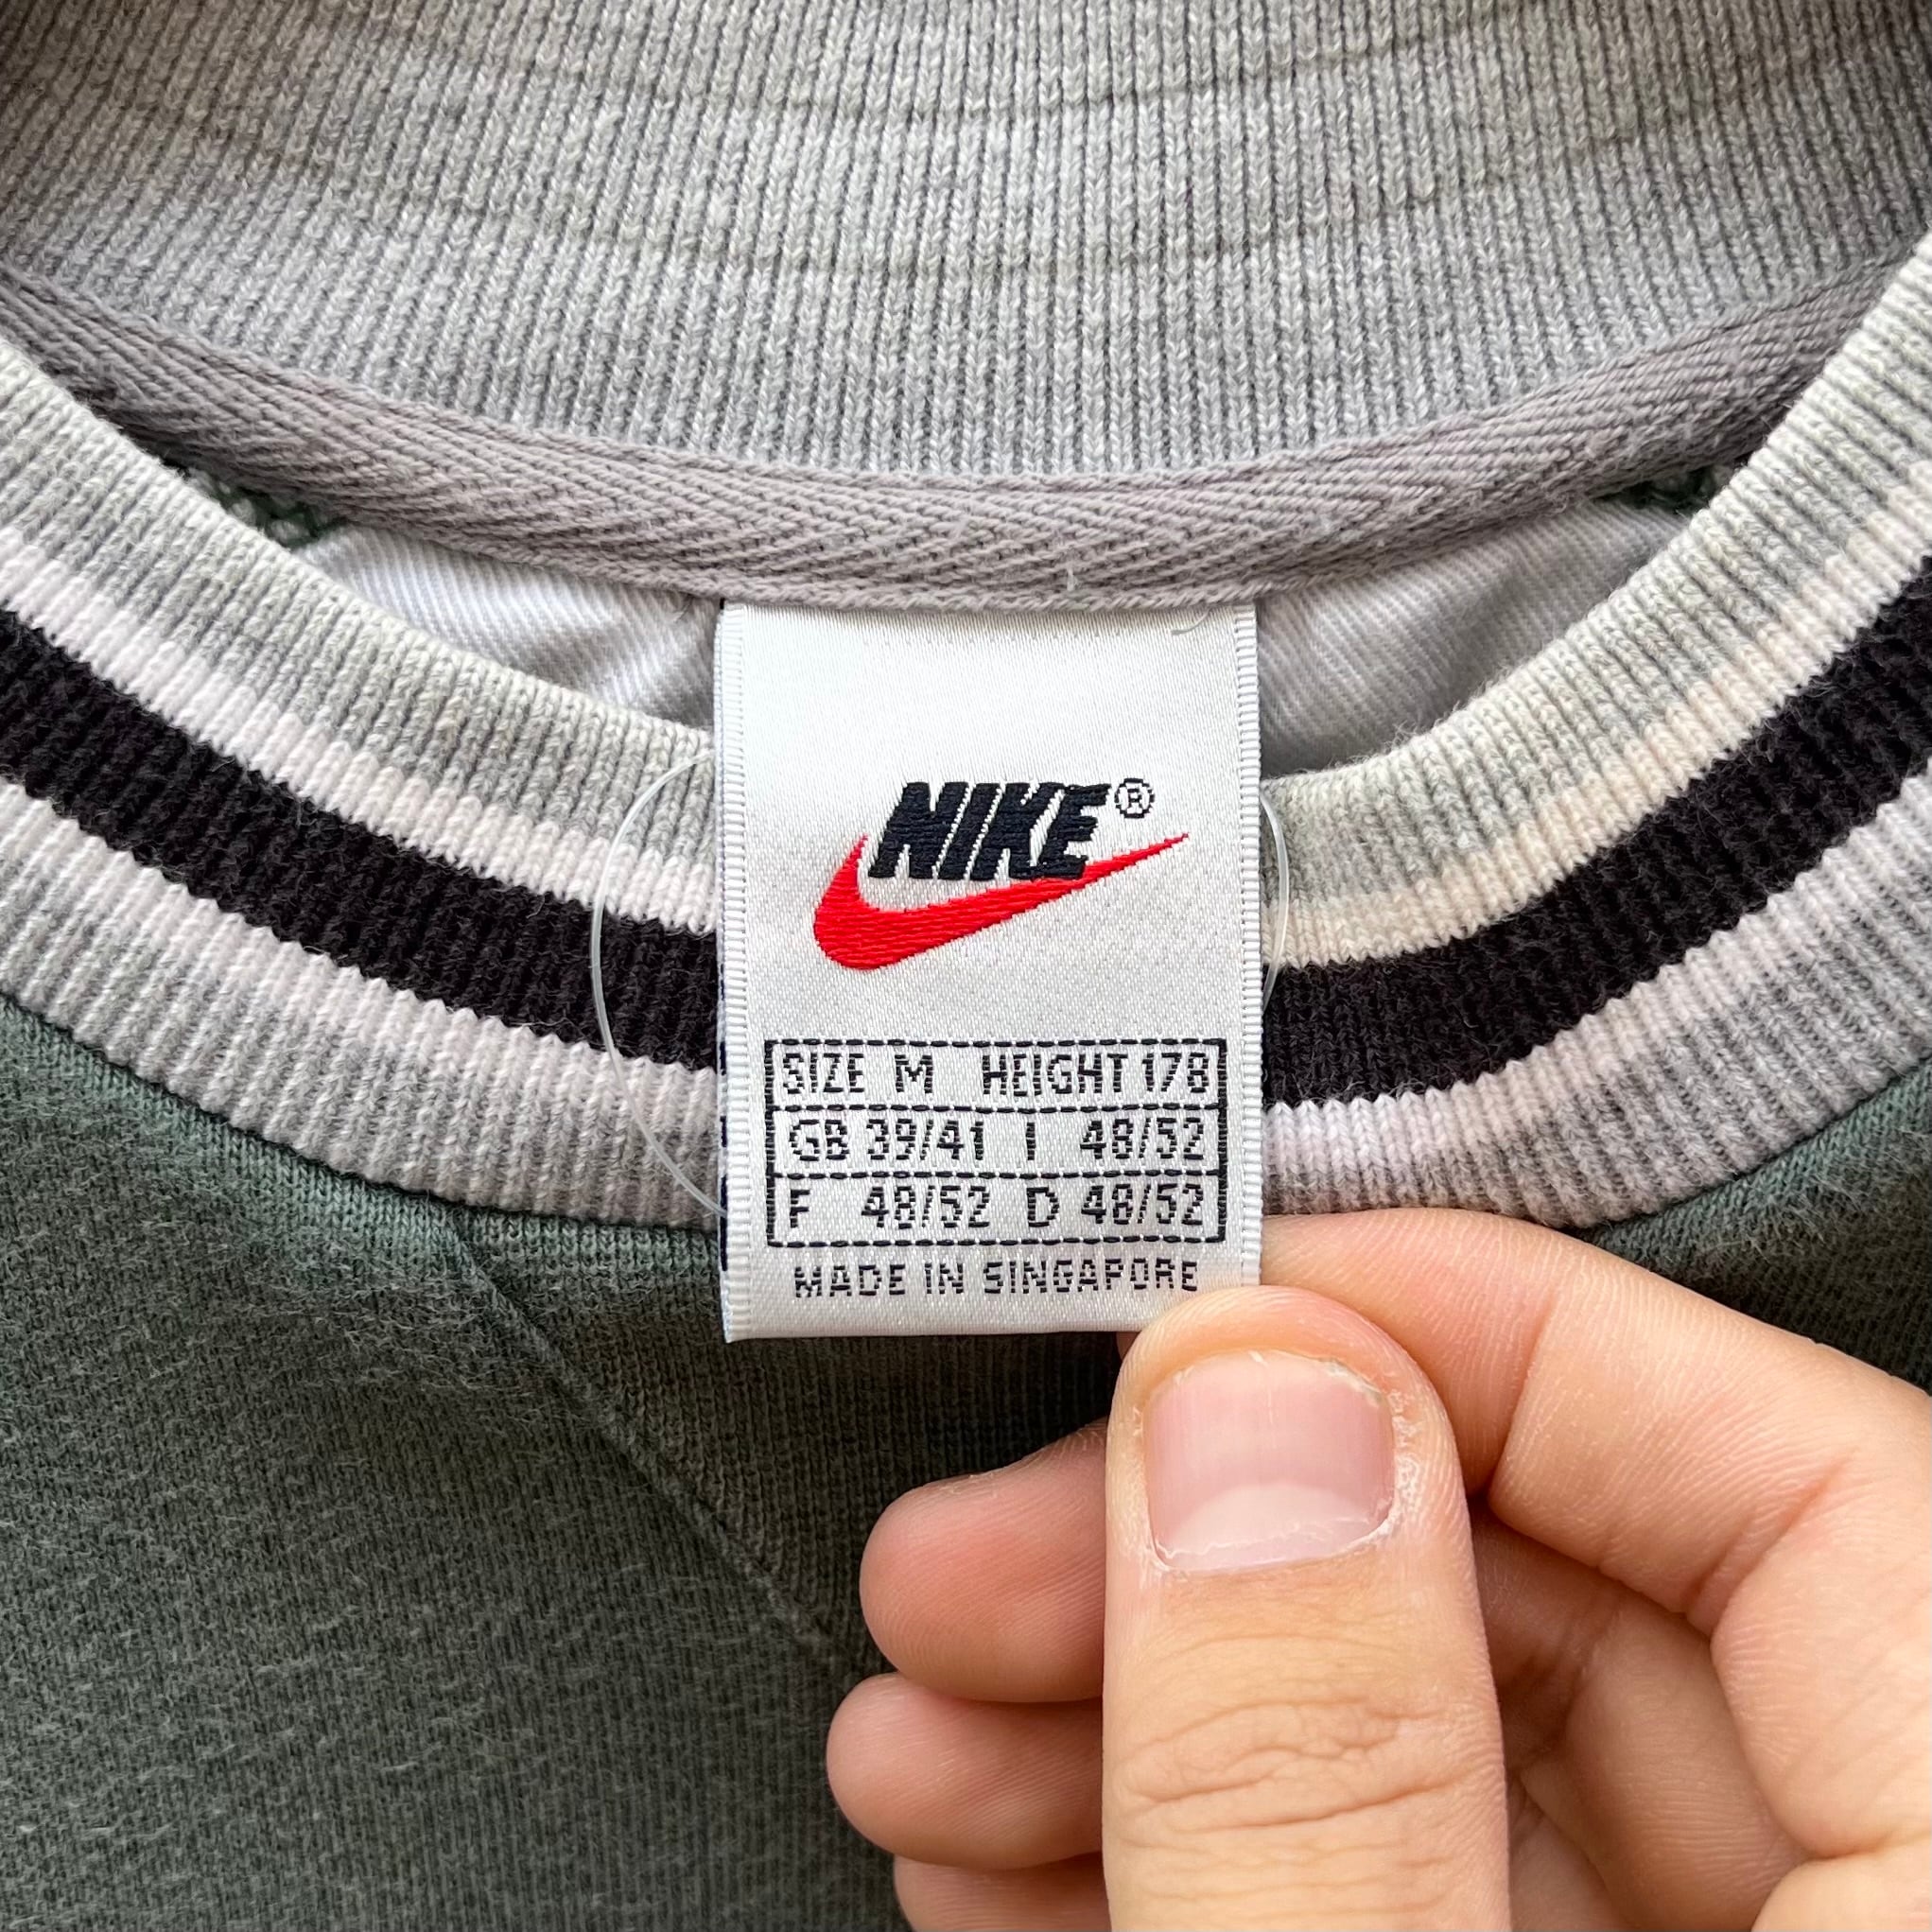 NIKE®
SIZE M HEIGHT 178
GB 39/41 I 48/52
F 48/52 D 48/52
MADE IN SINGAPORE